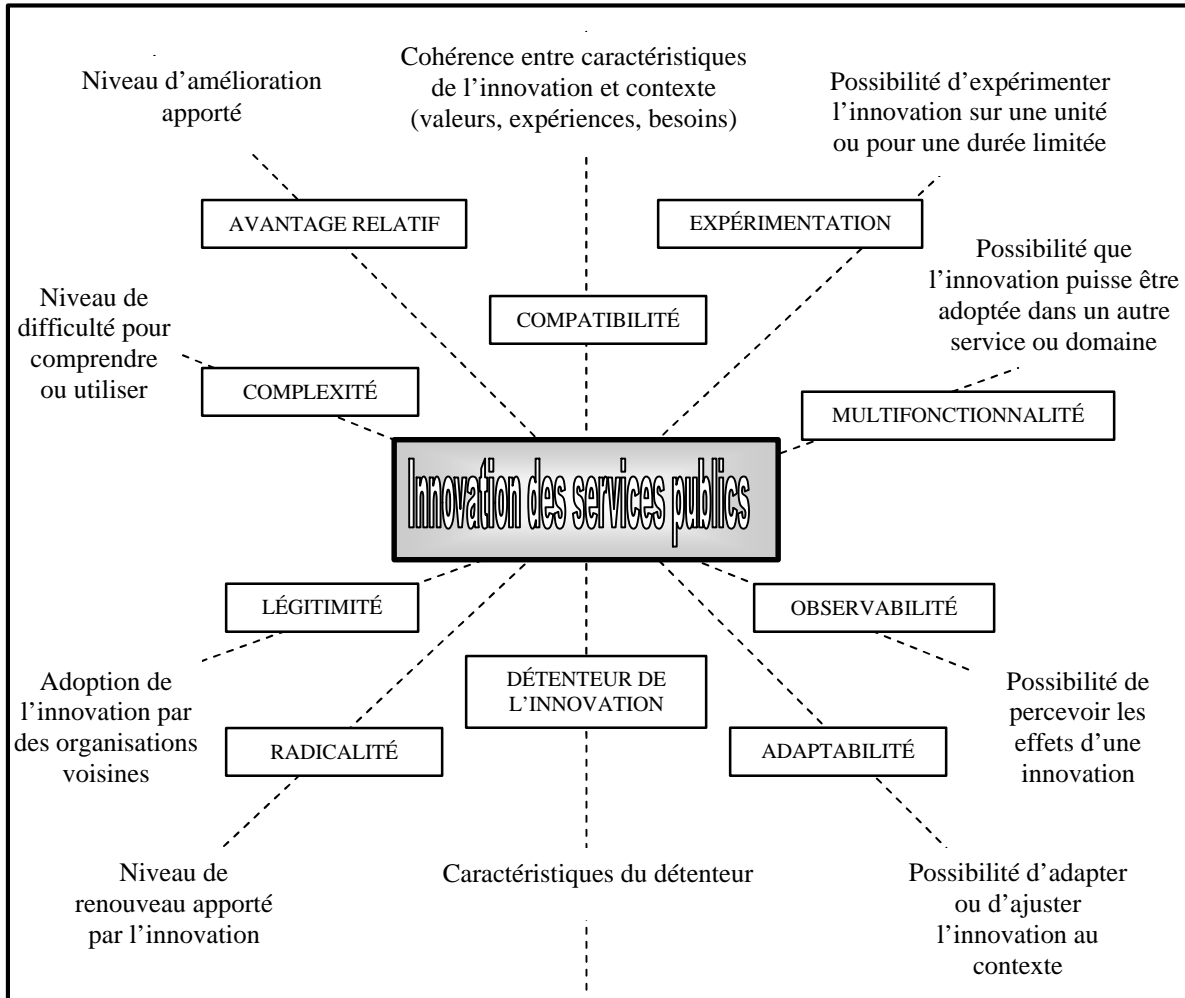 Niveau d’amélioration
apporté
Cohérence entre caractéristiques
de l’innovation et contexte
(valeurs, expériences, besoins)
Possibilité d’expérimenter
l’innovation sur une unité
ou pour une durée limitée
AVANTAGE RELATIF
EXPÉRIMENTATION
COMPATIBILITÉ
Possibilité que
l’innovation puisse être
adoptée dans un autre
service ou domaine
Niveau de
difficulté pour
comprendre
ou utiliser
COMPLEXITÉ
MULTIFONCTIONNALITÉ
Innovation des services publics
LÉGITIMITÉ
OBSERVABILITÉ
DÉTENTEUR DE
L’INNOVATION
Adoption de
l’innovation par
des organisations
voisines
RADICALITÉ
ADAPTABILITÉ
Possibilité de
percevoir les
effets d’une
innovation
Niveau de
renouveau apporté
par l’innovation
Caractéristiques du détenteur
Possibilité d’adapter
ou d’ajuster
l’innovation au
contexte